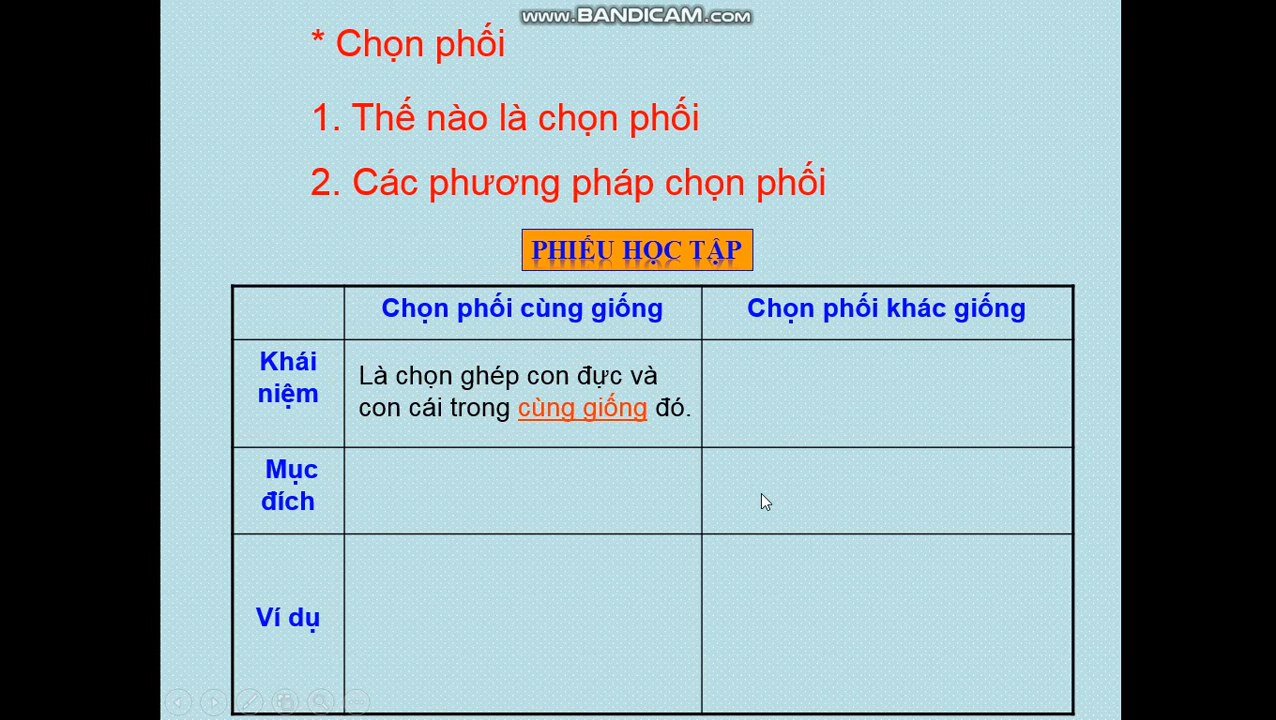 www.BANDICAM.com
* Chọn phối
1. Thế nào là chọn phối
2. Các phương pháp chọn phối
PHIẾU HỌC TẬP
Chọn phối cùng giống
Chọn phối khác giống
Khái
niệm
Là chọn ghép con đực và
con cái trong cùng giống đó.
Mục
đích
Ví dụ